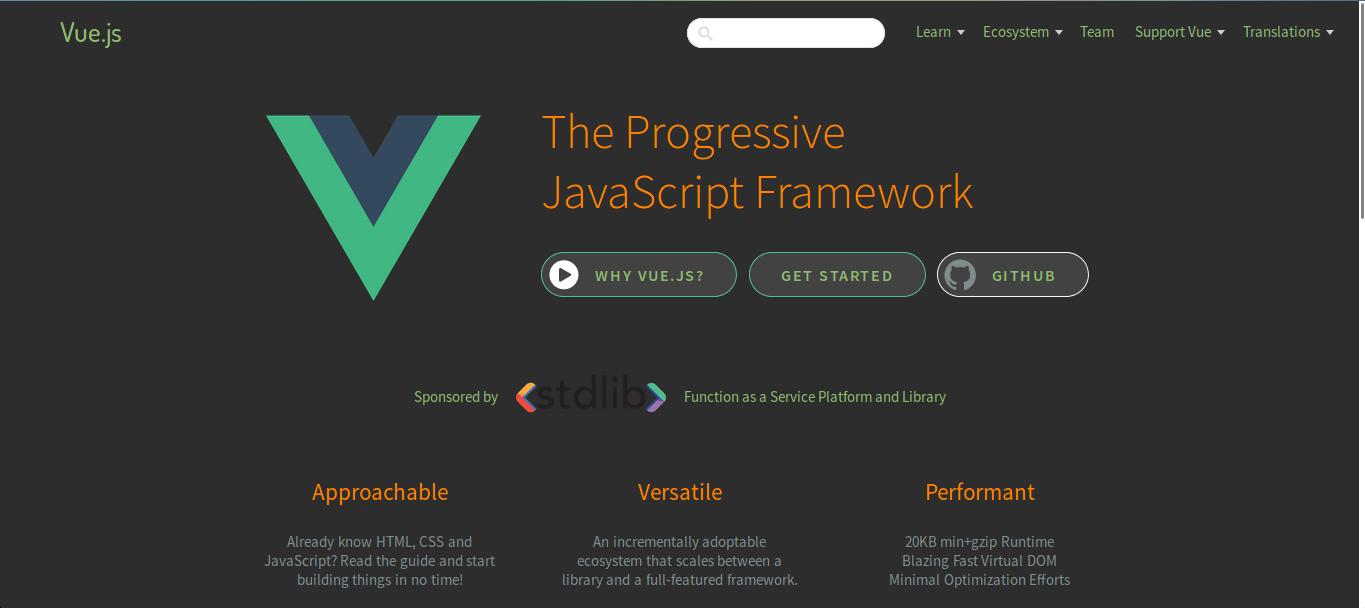 Vue.js
Learn
Ecosystem
Team
Support Vue
Translations
The Progressive
JavaScript Framework
WHY VUE.JS?
GET STARTED
GITHUB
Sponsored by
stdlib
Function as a Service Platform and Library
Approachable
Already know HTML, CSS and
JavaScript? Read the guide and start
building things in no time!
Versatile
An incrementally adoptable
ecosystem that scales between a
library and a full-featured framework.
Performant
20KB min+gzip Runtime
Blazing Fast Virtual DOM
Minimal Optimization Efforts